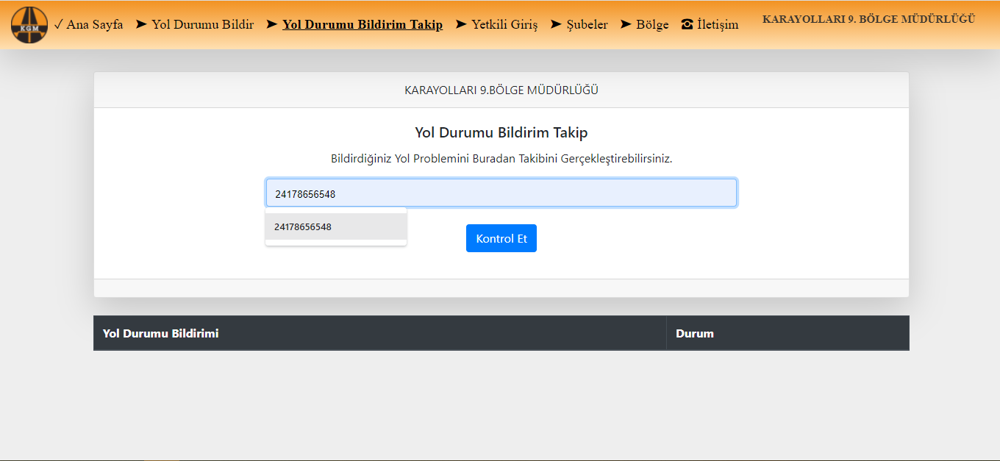 KGM ✓ Ana Sayfa ➤ Yol Durumu Bildir ➤ Yol Durumu Bildirim Takip ➤ Yetkili Giriş ➤ Şubeler ➤ Bölge ☎ İletişim KARAYOLLARI 9. BÖLGE MÜDÜRLÜĞÜ
KARAYOLLARI 9.BÖLGE MÜDÜRLÜĞÜ
Yol Durumu Bildirim Takip
Bildirdiğiniz Yol Problemini Buradan Takibini Gerçekleştirebilirsiniz.
24178656548
24178656548
Kontrol Et
Yol Durumu Bildirimi Durum